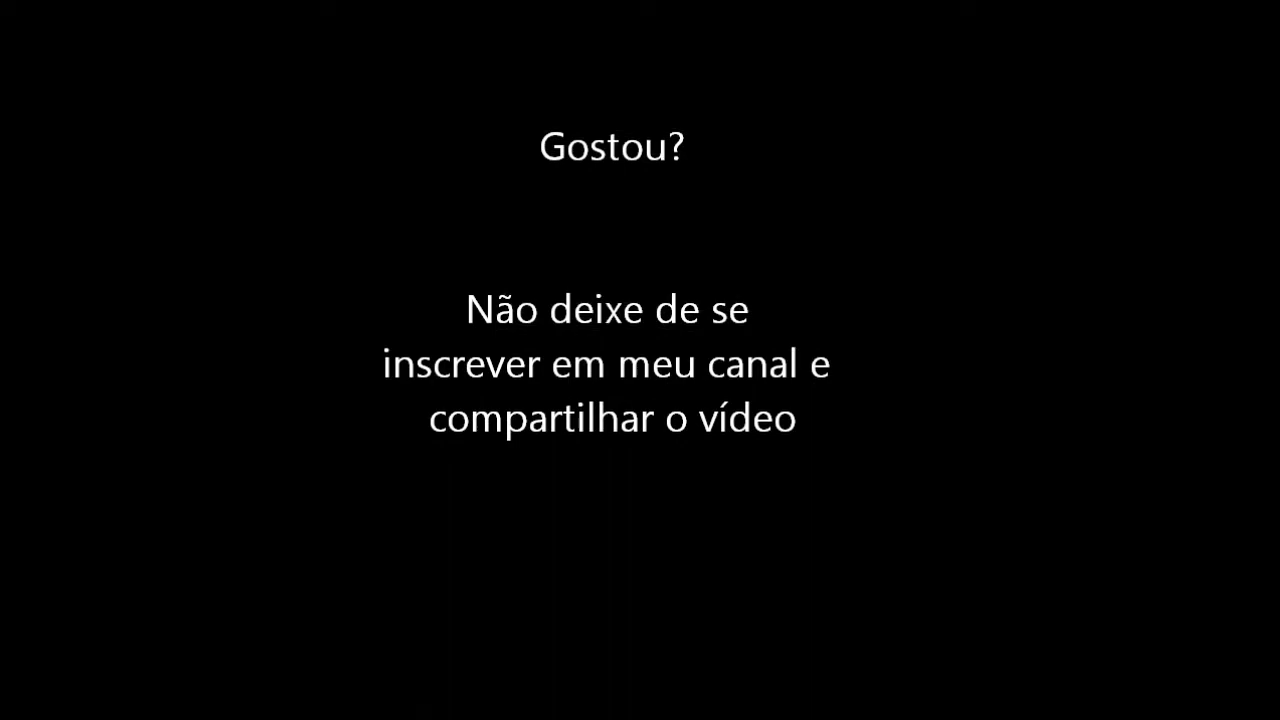 Gostou?
Não deixe de se
inscrever em meu canal e
compartilhar o vídeo